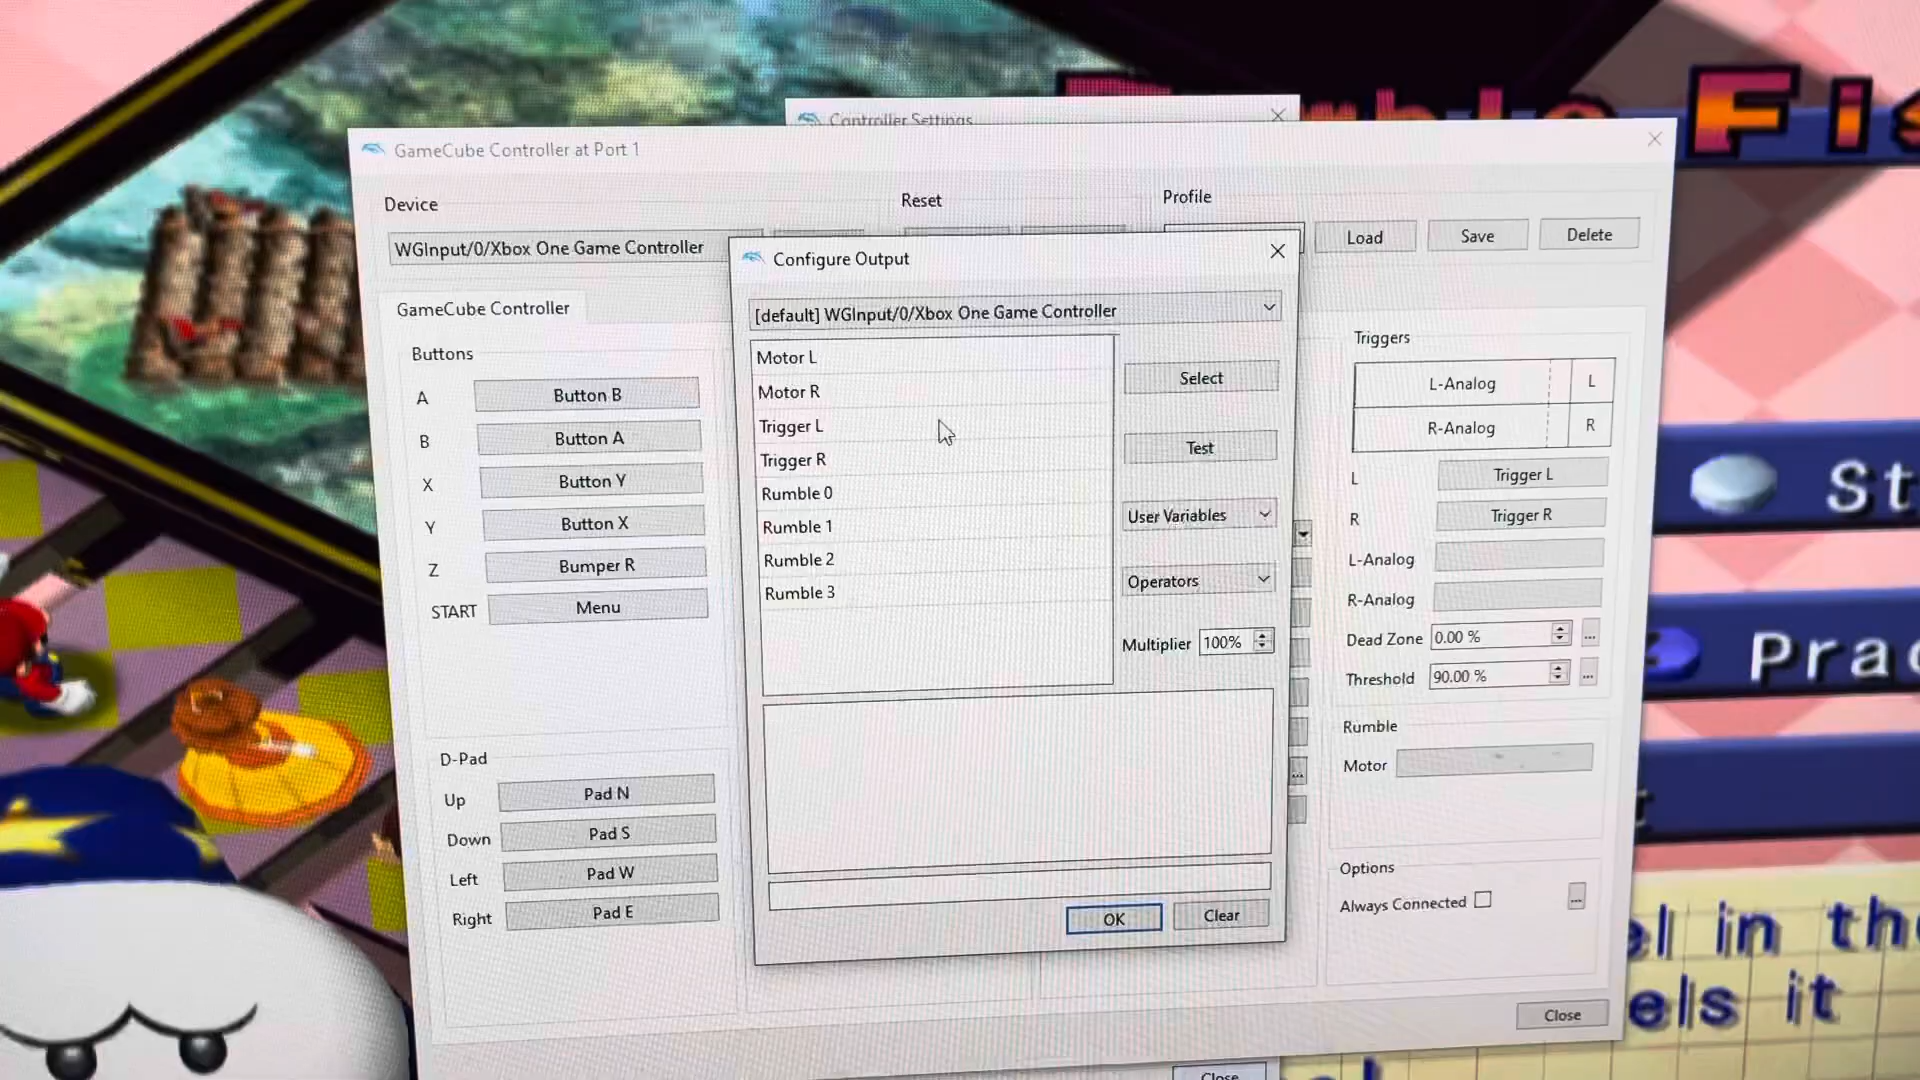 Controller Settings
GameCube Controller at Port 1
Device
Reset
Profile
WGInput/0/Xbox One Game Controller
Load
Save
Delete
Configure Output
[default] WGInput/0/Xbox One Game Controller
GameCube Controller
Buttons
A Button B
B Button A
X Button Y
Y Button X
Z Bumper R
START Menu
D-Pad
Up Pad N
Down Pad S
Left Pad W
Right Pad E
Motor L
Motor R
Trigger L
Trigger R
Rumble 0
Rumble 1
Rumble 2
Rumble 3
Select
Test
User Variables
Operators
Multiplier 100%
OK
Clear
Triggers
L-Analog L
R-Analog R
L Trigger L
R Trigger R
L-Analog
R-Analog
Dead Zone 0.00 % ...
Threshold 90.00 % ...
Rumble
Motor
...
Options
Always Connected ...
Close
Close
Fis
St
Prac
el in the
els it